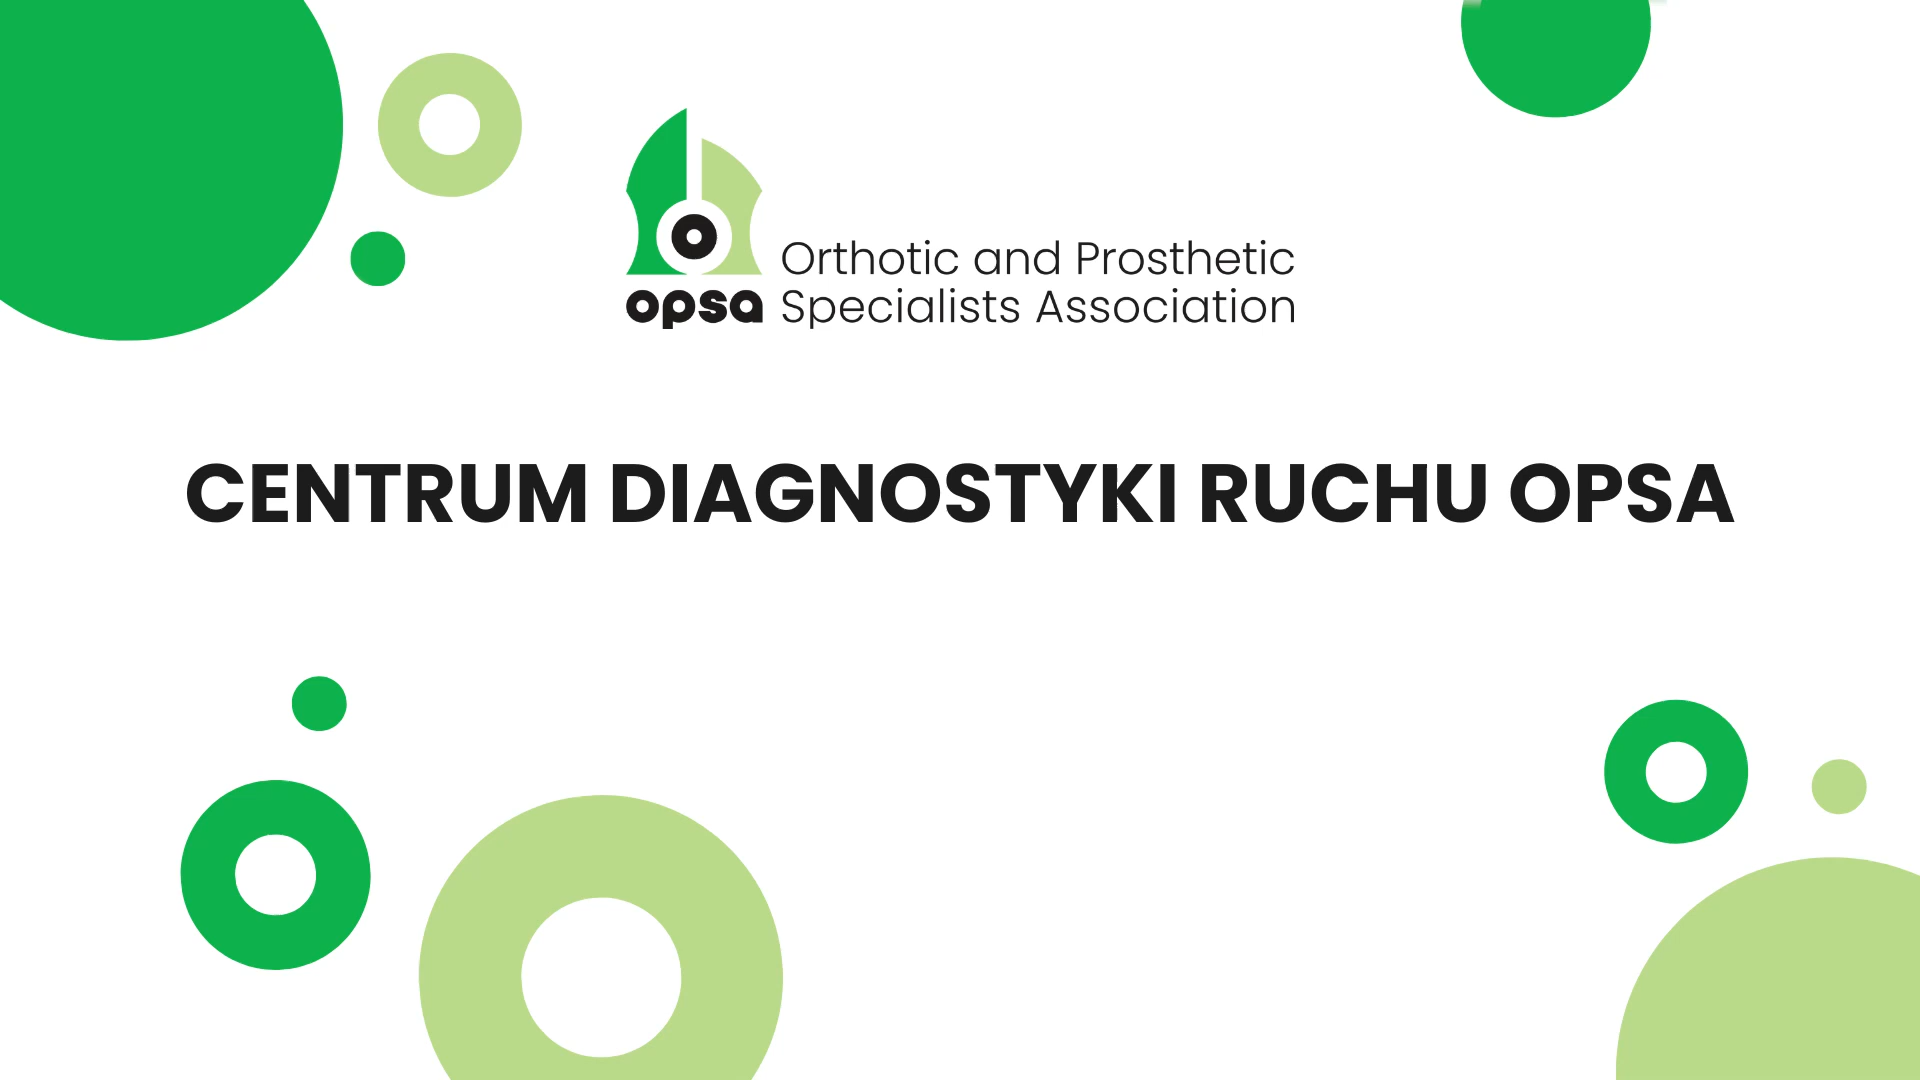 opsa
Orthotic and Prosthetic
Specialists Association
CENTRUM DIAGNOSTYKI RUCHU OPSA